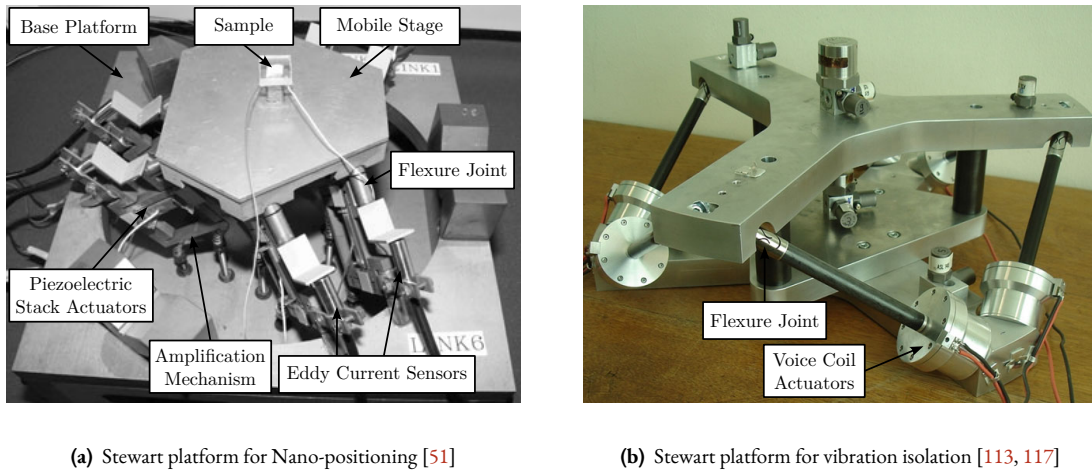 Base Platform
Sample
Mobile Stage
LINK1
Flexure Joint
Piezoelectric
Stack Actuators
Amplification
Mechanism
Eddy Current Sensors
LINK6
Flexure Joint
Voice Coil
Actuators
(a) Stewart platform for Nano-positioning [51]
(b) Stewart platform for vibration isolation [113, 117]